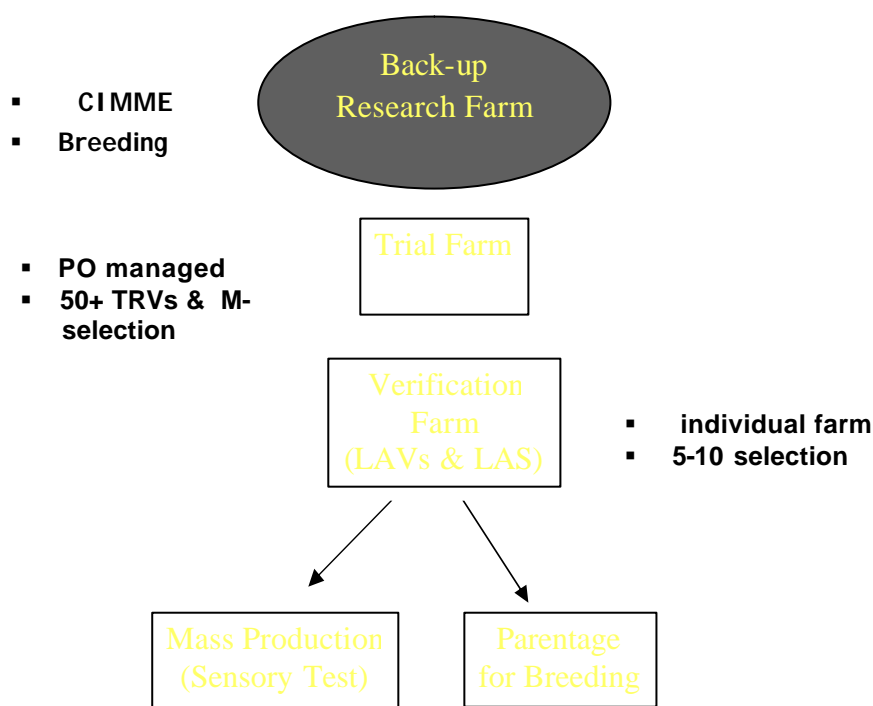 Back-up
Research Farm
▪ CIMME
▪ Breeding
Trial Farm
▪ PO managed
▪ 50+ TRVs & M-
selection
Verification
Farm
(LAVs & LAS)
▪ individual farm
▪ 5-10 selection
Mass Production
(Sensory Test)
Parentage
for Breeding